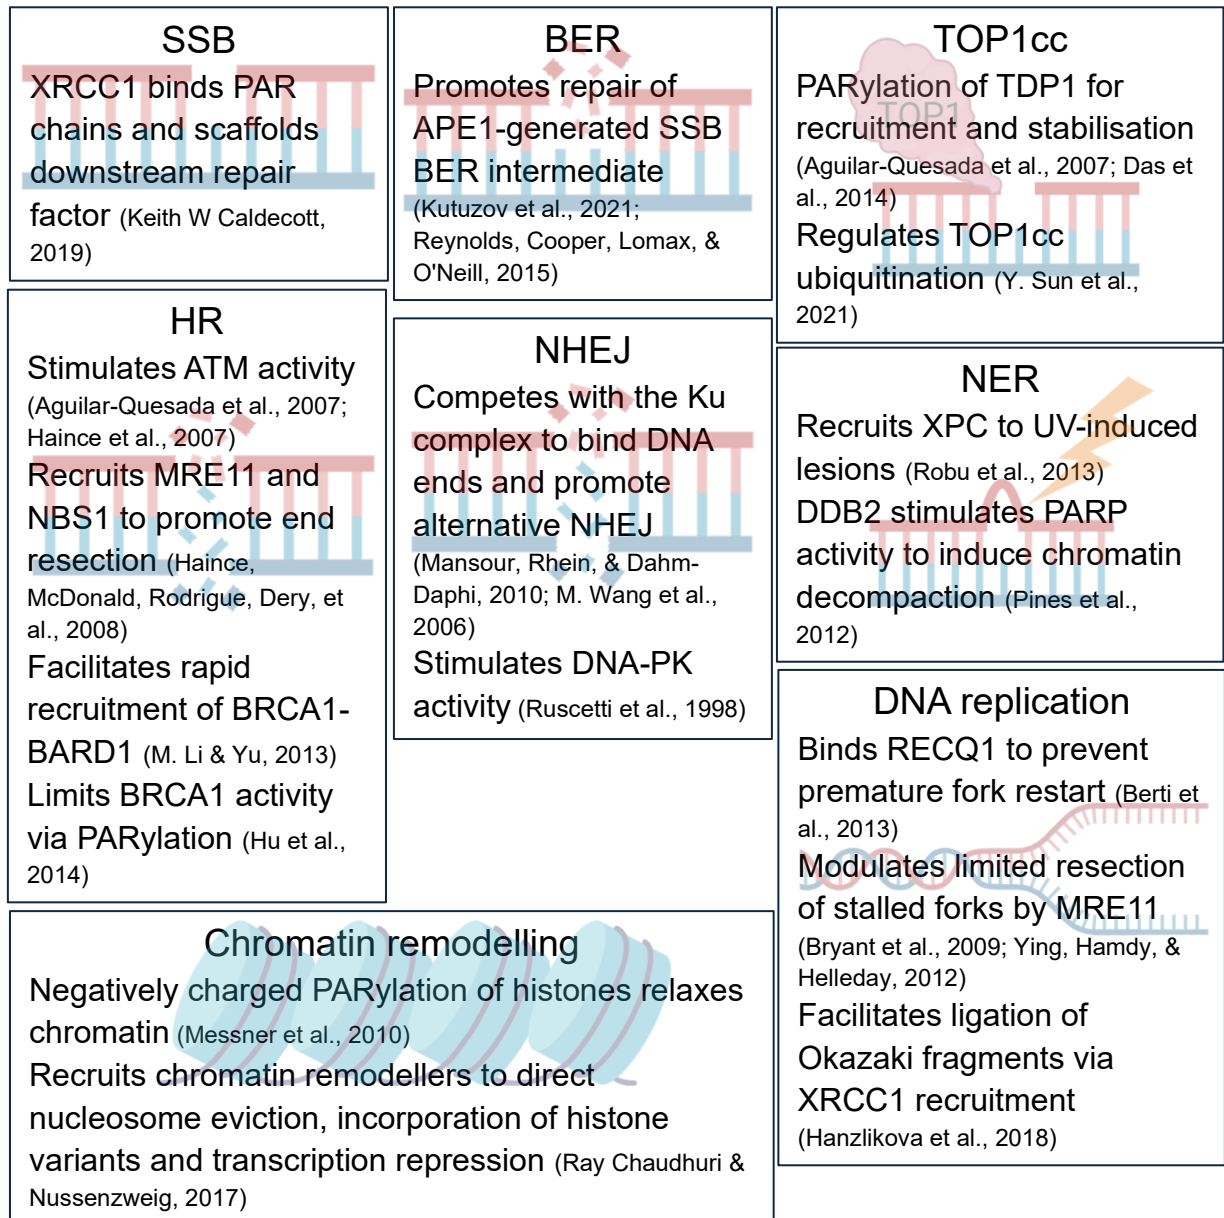 SSB
XRCC1 binds PAR
chains and scaffolds
downstream repair
factor (Keith W Caldecott,
2019)
BER
Promotes repair of
APE1-generated SSB
BER intermediate
(Kutuzov et al., 2021;
Reynolds, Cooper, Lomax, &
O'Neill, 2015)
TOP1cc
PARylation of TDP1 for
TOP1
recruitment and stabilisation
(Aguilar-Quesada et al., 2007; Das et
al., 2014)
Regulates TOP1cc
ubiquitination (Y. Sun et al.,
2021)
HR
Stimulates ATM activity
(Aguilar-Quesada et al., 2007;
Haince et al., 2007)
Recruits MRE11 and
NBS1 to promote end
resection (Haince,
McDonald, Rodrigue, Dery, et
al., 2008)
Facilitates rapid
recruitment of BRCA1-
BARD1 (M. Li & Yu, 2013)
Limits BRCA1 activity
via PARylation (Hu et al.,
2014)
NHEJ
Competes with the Ku
complex to bind DNA
ends and promote
alternative NHEJ
(Mansour, Rhein, & Dahm-
Daphi, 2010; M. Wang et al.,
2006)
Stimulates DNA-PK
activity (Ruscetti et al., 1998)
NER
Recruits XPC to UV-induced
lesions (Robu et al., 2013)
DDB2 stimulates PARP
activity to induce chromatin
decompaction (Pines et al.,
2012)
DNA replication
Binds RECQ1 to prevent
premature fork restart (Berti et
al., 2013)
Modulates limited resection
of stalled forks by MRE11
(Bryant et al., 2009; Ying, Hamdy, &
Helleday, 2012)
Facilitates ligation of
Okazaki fragments via
XRCC1 recruitment
(Hanzlikova et al., 2018)
Chromatin remodelling
Negatively charged PARylation of histones relaxes
chromatin (Messner et al., 2010)
Recruits chromatin remodellers to direct
nucleosome eviction, incorporation of histone
variants and transcription repression (Ray Chaudhuri &
Nussenzweig, 2017)